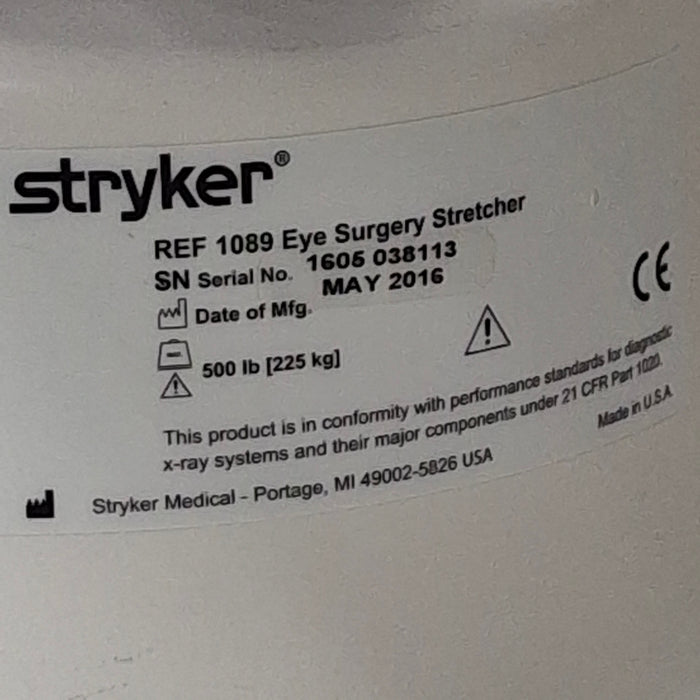 stryker®
REF 1089 Eye Surgery Stretcher
SN Serial No. 1605 038113
Date of Mfg. MAY 2016
500 lb [225 kg]
CE
This product is in conformity with performance standards for diagnostic
x-ray systems and their major components under 21 CFR Part 1020.
Made in U.S.A
Stryker Medical - Portage, MI 49002-5826 USA